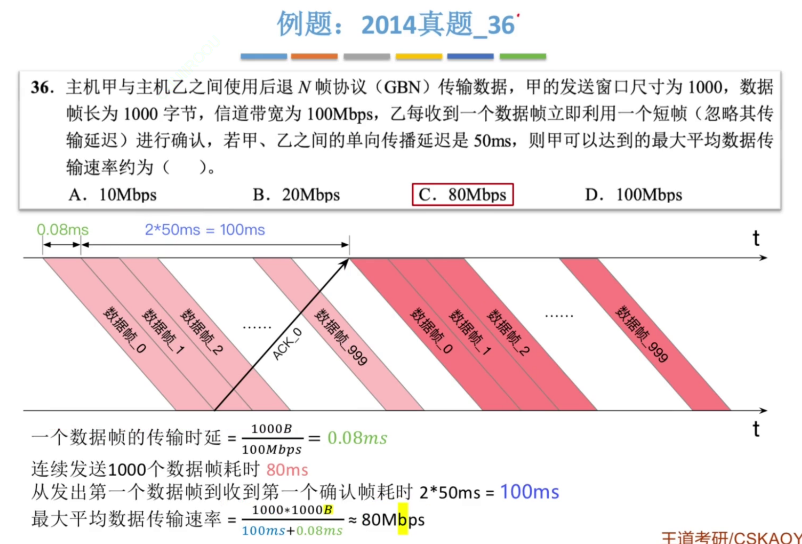 例题：2014真题_36
36．主机甲与主机乙之间使用后退 N 帧协议（GBN）传输数据，甲的发送窗口尺寸为 1000，数据
帧长为 1000 字节，信道带宽为 100Mbps，乙每收到一个数据帧立即利用一个短帧（忽略其传
输延迟）进行确认，若甲、乙之间的单向传播延迟是 50ms，则甲可以达到的最大平均数据传
输速率约为（　　）。
A．10Mbps B．20Mbps C．80Mbps D．100Mbps
0.08ms 2*50ms = 100ms t
数据帧_0 数据帧_1 数据帧_2 …… ACK_0 数据帧_999 数据帧_0 数据帧_1 数据帧_2 …… 数据帧_999
t
一个数据帧的传输时延 = 1000B/100Mbps = 0.08ms
连续发送1000个数据帧耗时 80ms
从发出第一个数据帧到收到第一个确认帧耗时 2*50ms = 100ms
最大平均数据传输速率 = 1000*1000B/100ms+0.08ms ≈ 80Mbps
王道考研/CSKAOY